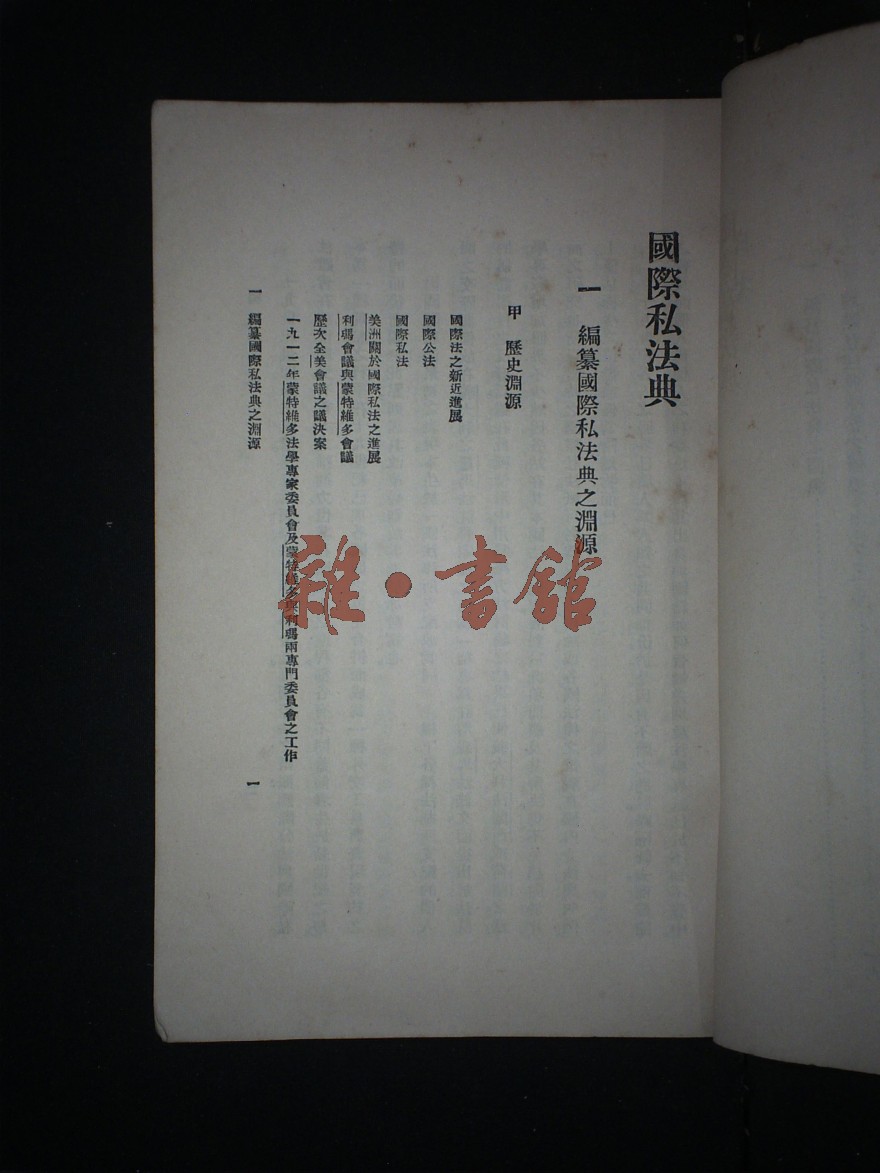 國際私法典
一 編纂國際私法典之淵源
甲 歷史淵源
國際法之新近進展
國際公法
國際私法
美洲關於國際私法之進展
利瑪會議與蒙特維多會議
歷次全美會議之議決案
一九一二年蒙特維多法學專家委員會及蒙特維多與利瑪兩專門委員會之工作
一 編纂國際私法典之淵源
一
雜·書館